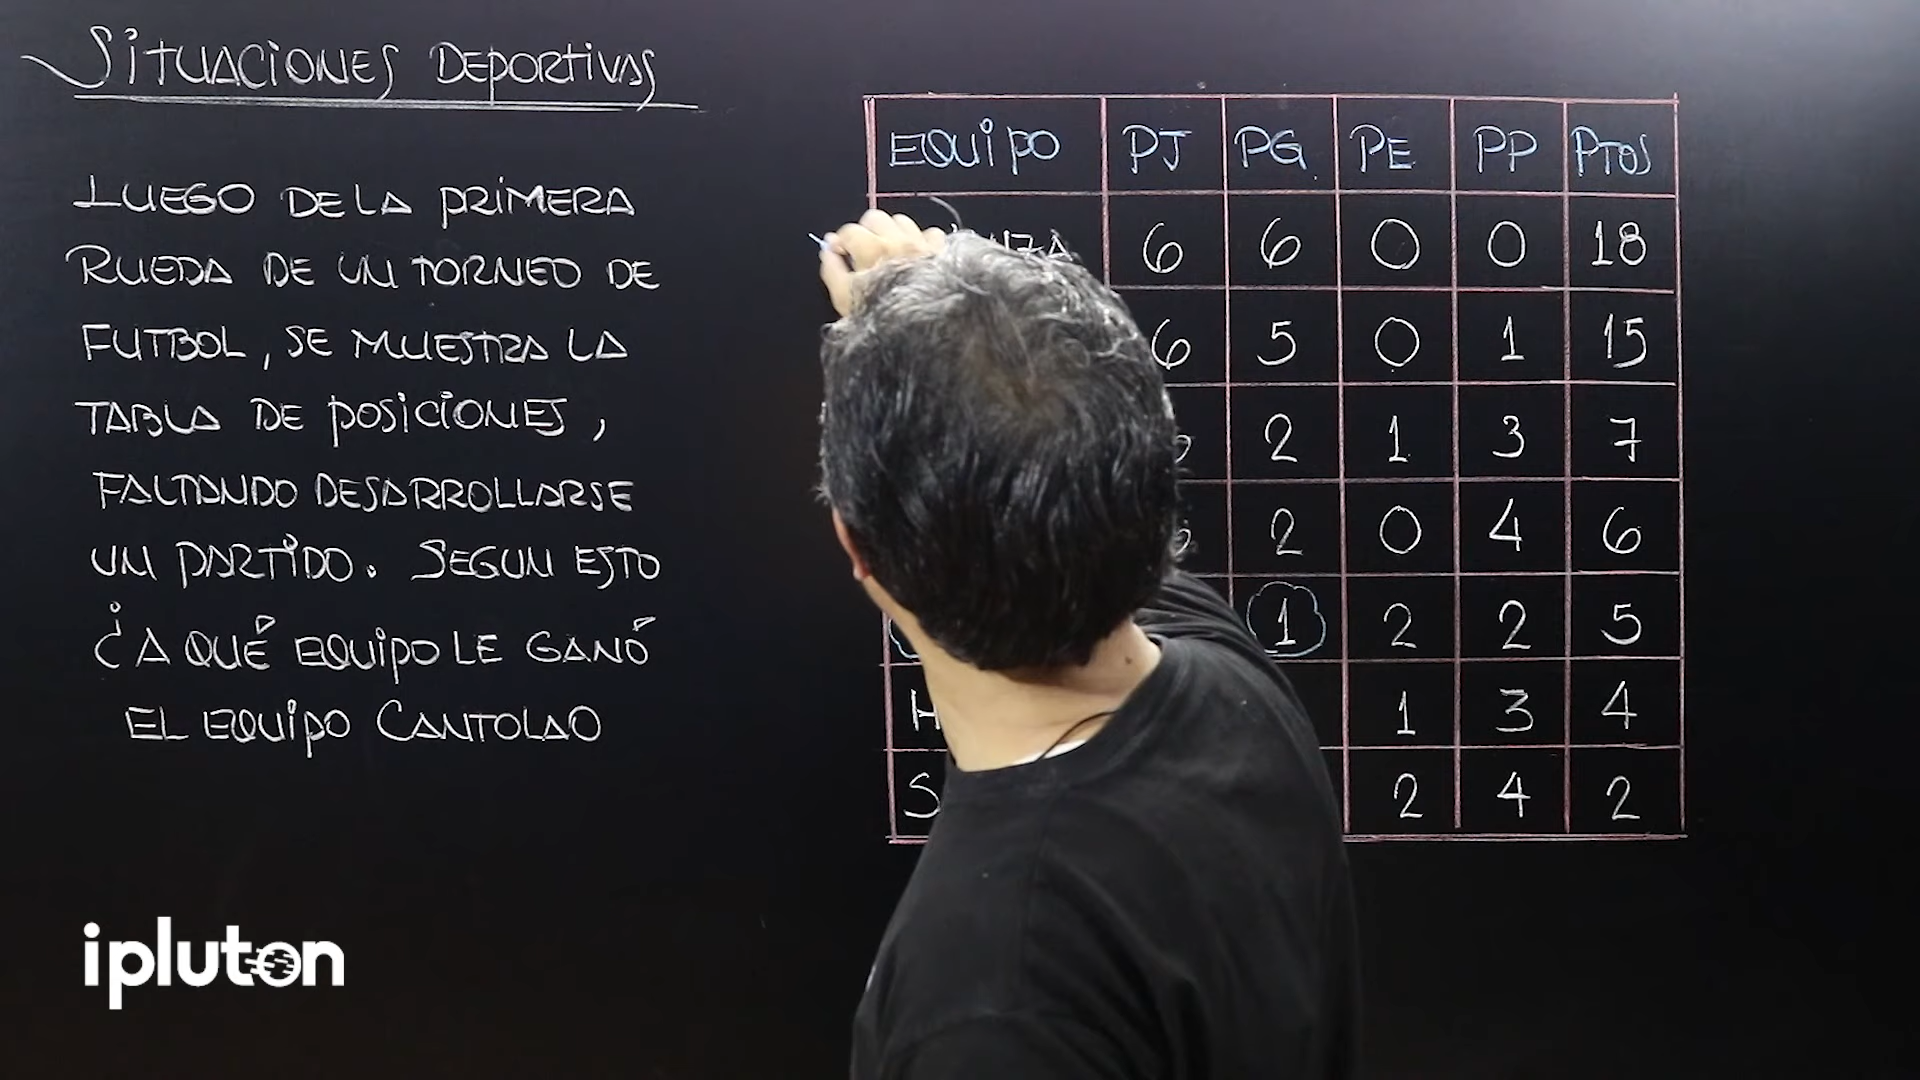 SITUACIONES DEPORTIVAS
LUEGO DE LA PRIMERA
RUEDA DE UN TORNEO DE
FUTBOL, SE MUESTRA LA
TABLA DE POSICIONES,
FALTANDO DESARROLLARSE
UN PARTIDO. SEGUN ESTO
¿A QUÉ EQUIPO LE GANÓ
EL EQUIPO CANTOLAO
EQUIPO PJ PG PE PP PTOS
6 6 0 0 18
6 5 0 1 15
2 1 3 7
2 0 4 6
1 2 2 5
H 1 3 4
S 2 4 2
ipluton